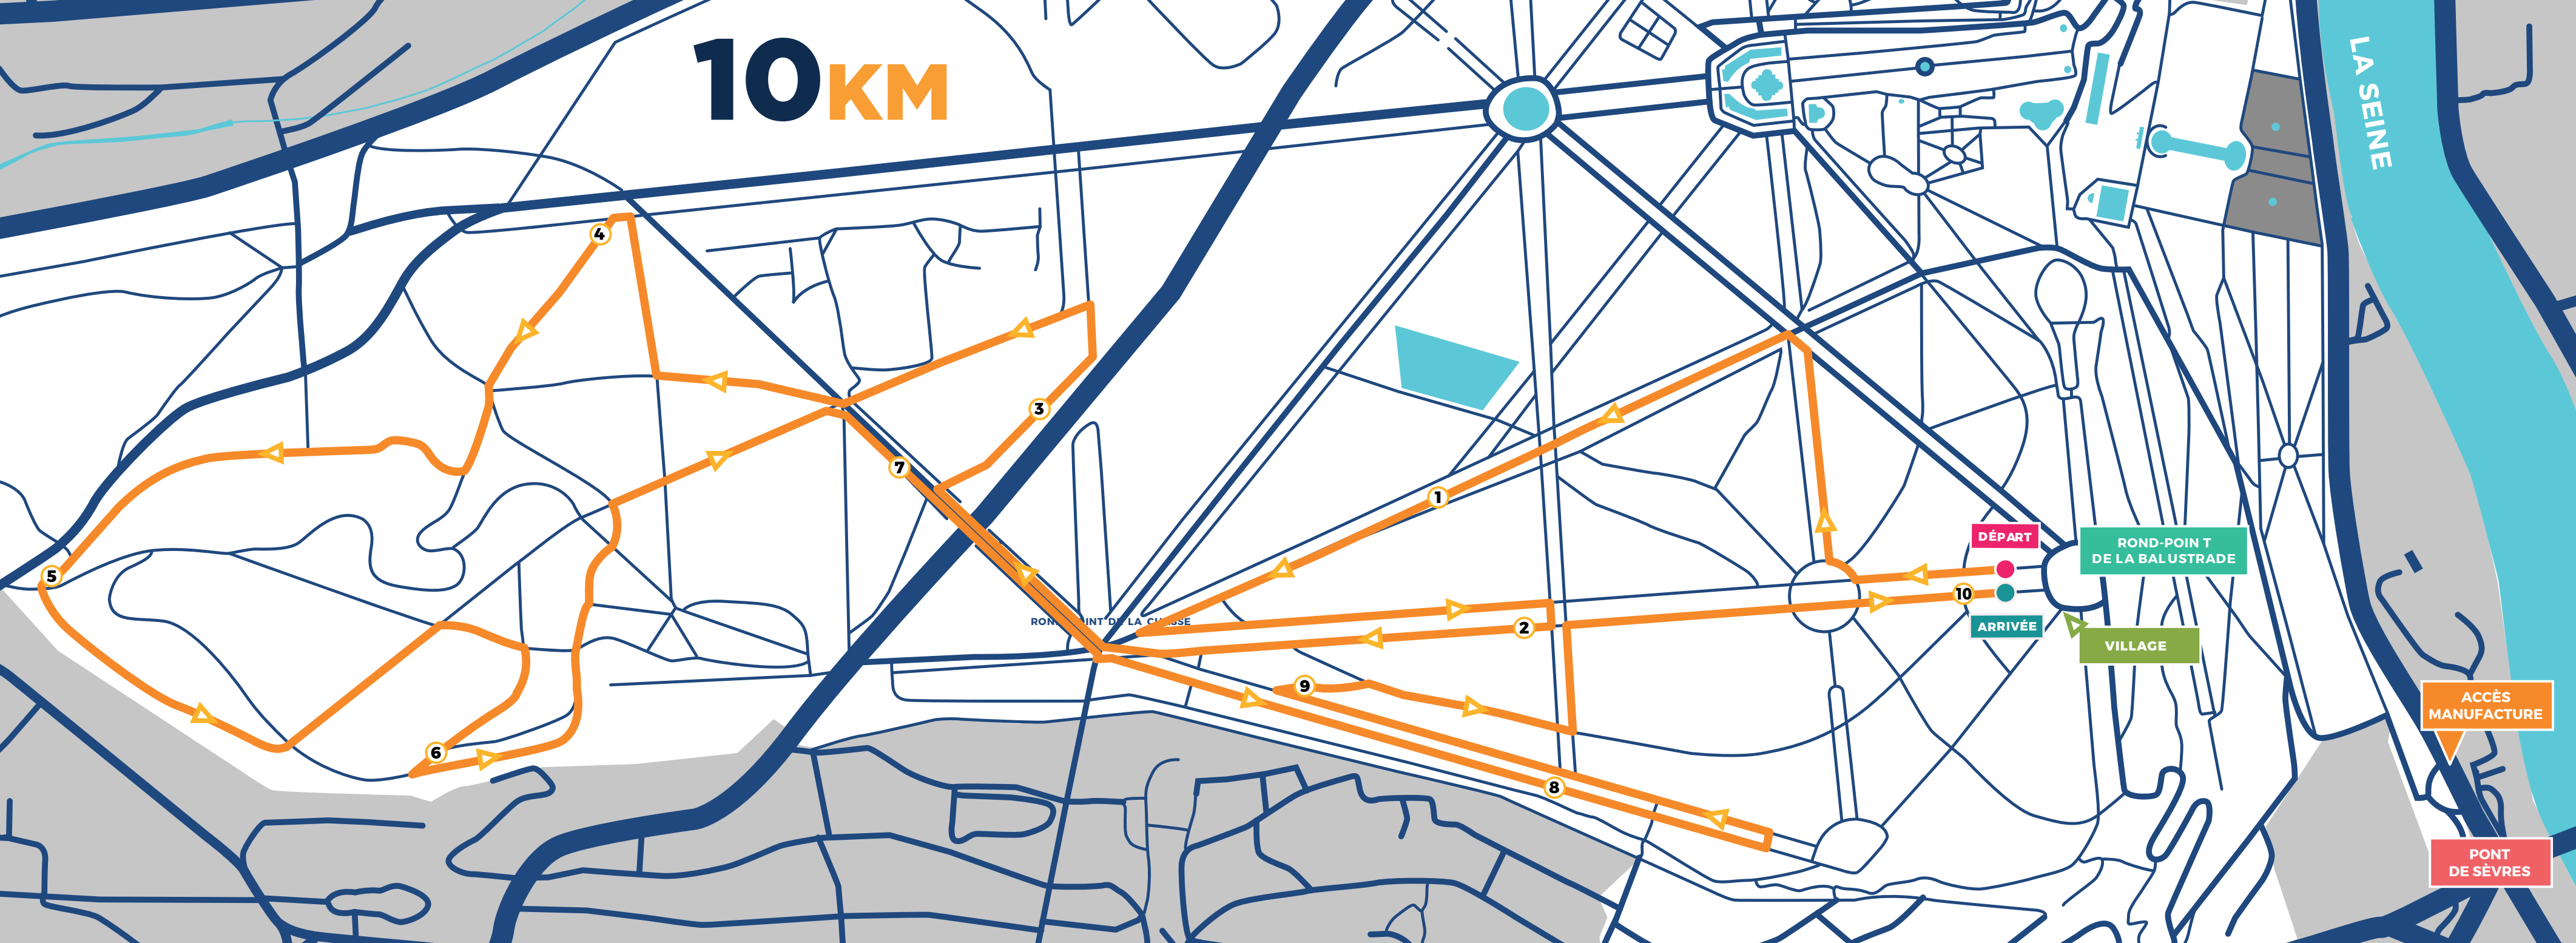 10KM
LA SEINE
4
3
7
1
5
DÉPART
ROND-POIN T
DE LA BALUSTRADE
10
2
ARRIVÉE
VILLAGE
9
6
8
ACCÈS
MANUFACTURE
PONT
DE SÈVRES